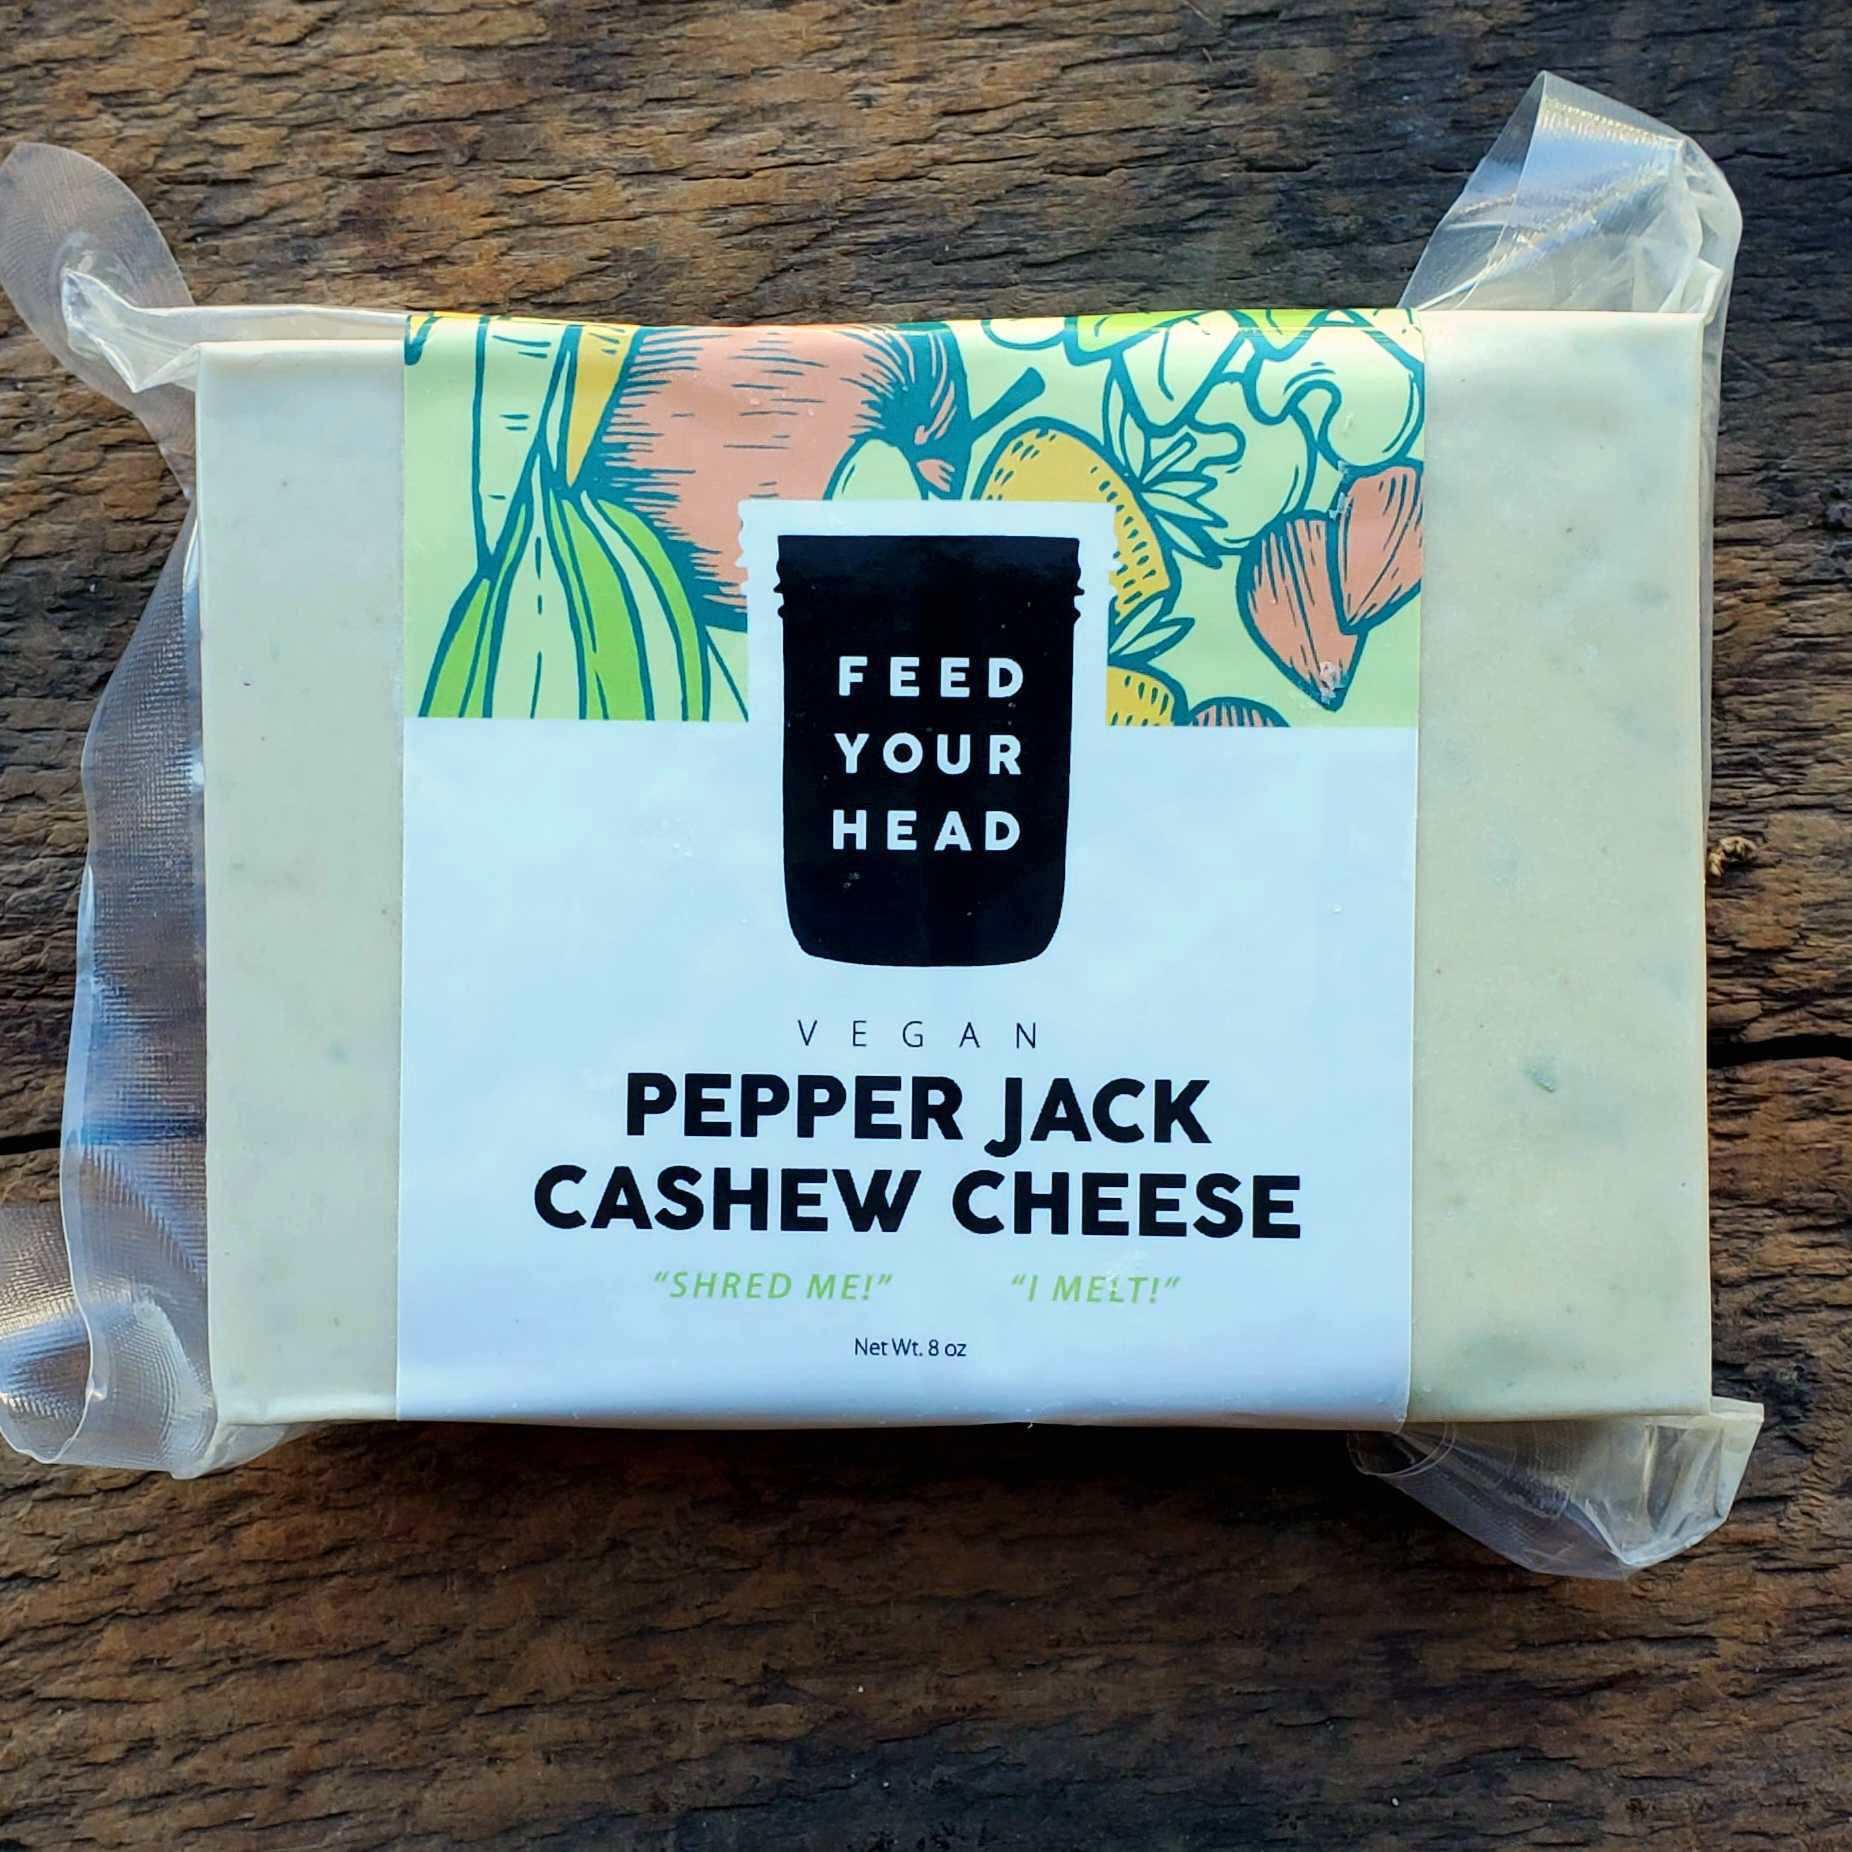 FEED
YOUR
HEAD
VEGAN
PEPPER JACK
CASHEW CHEESE
“SHRED ME!” “I MELT!”
Net Wt. 8 oz